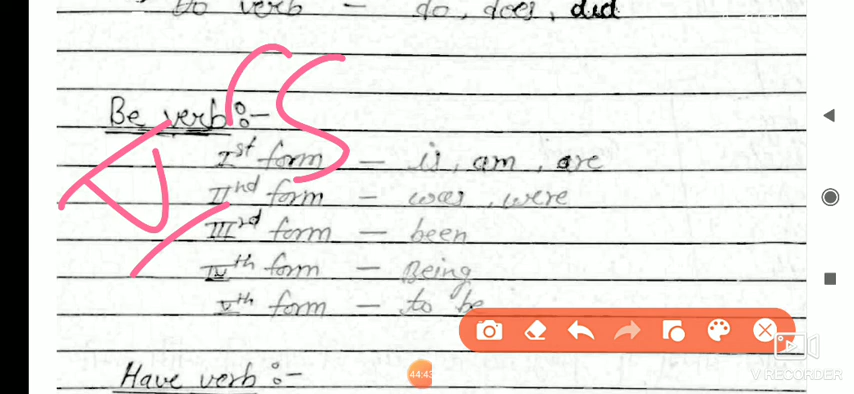 Do verb - do, does, did
Be verb :-
Ist form - is, am, are
IInd form - was, were
IIIrd form - been
IVth form - Being
Vth form - to be
44:43
VRECORDER
Have verb :-